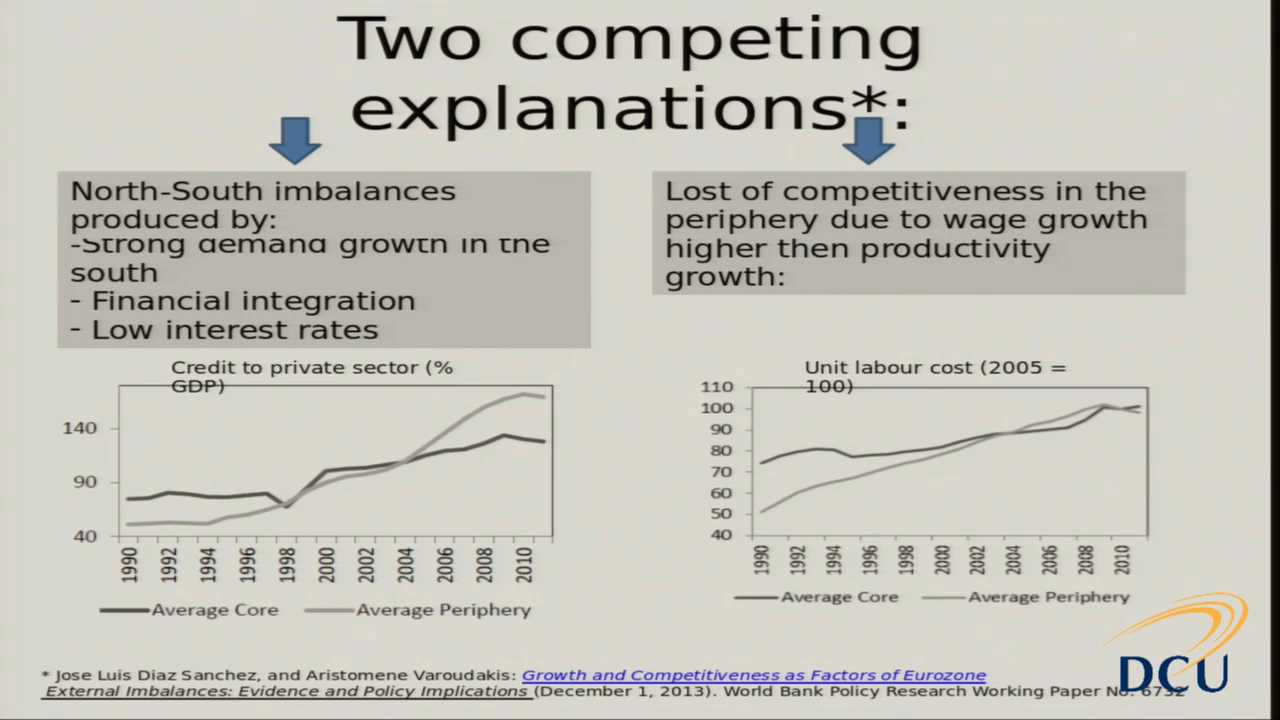 Two competing
explanations*:
North-South imbalances
produced by:
-Strong demand growth in the
south
- Financial integration
- Low interest rates
Lost of competitiveness in the
periphery due to wage growth
higher then productivity
growth:
Credit to private sector (%
GDP)
140
90
40
1990 1992 1994 1996 1998 2000 2002 2004 2006 2008 2010
Average Core Average Periphery
Unit labour cost (2005 =
100)
110
100
90
80
70
60
50
40
1990 1992 1994 1996 1998 2000 2002 2004 2006 2008 2010
Average Core Average Periphery
* Jose Luis Diaz Sanchez, and Aristomene Varoudakis: Growth and Competitiveness as Factors of Eurozone
External Imbalances: Evidence and Policy Implications (December 1, 2013). World Bank Policy Research Working Paper No. 6732
DCU